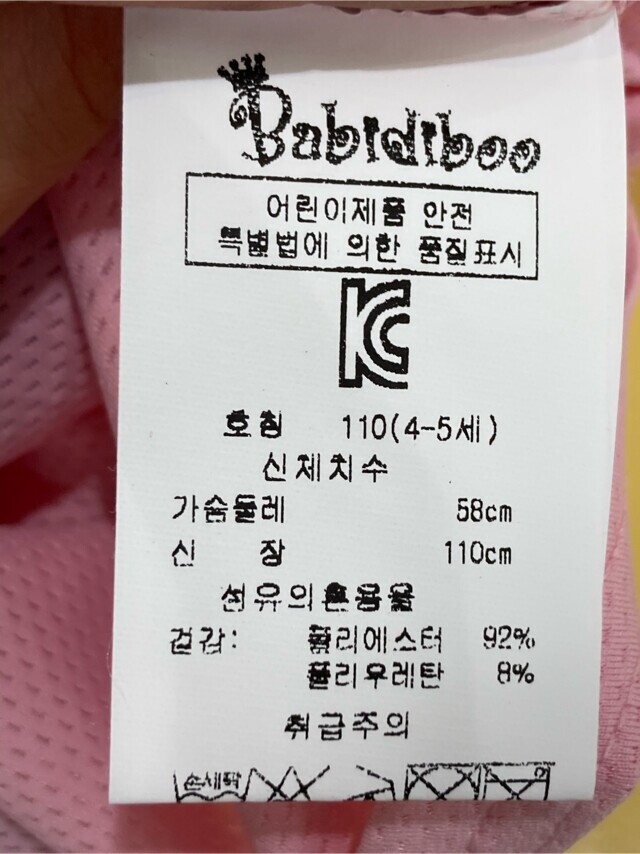 Babidiboo
어린이제품 안전
특별법에 의한 품질표시
KC
호칭 110(4-5세)
신체치수
가슴둘레 58cm
신 장 110cm
섬유의혼용율
겉감: 폴리에스터 92%
폴리우레탄 8%
취급주의
손세탁